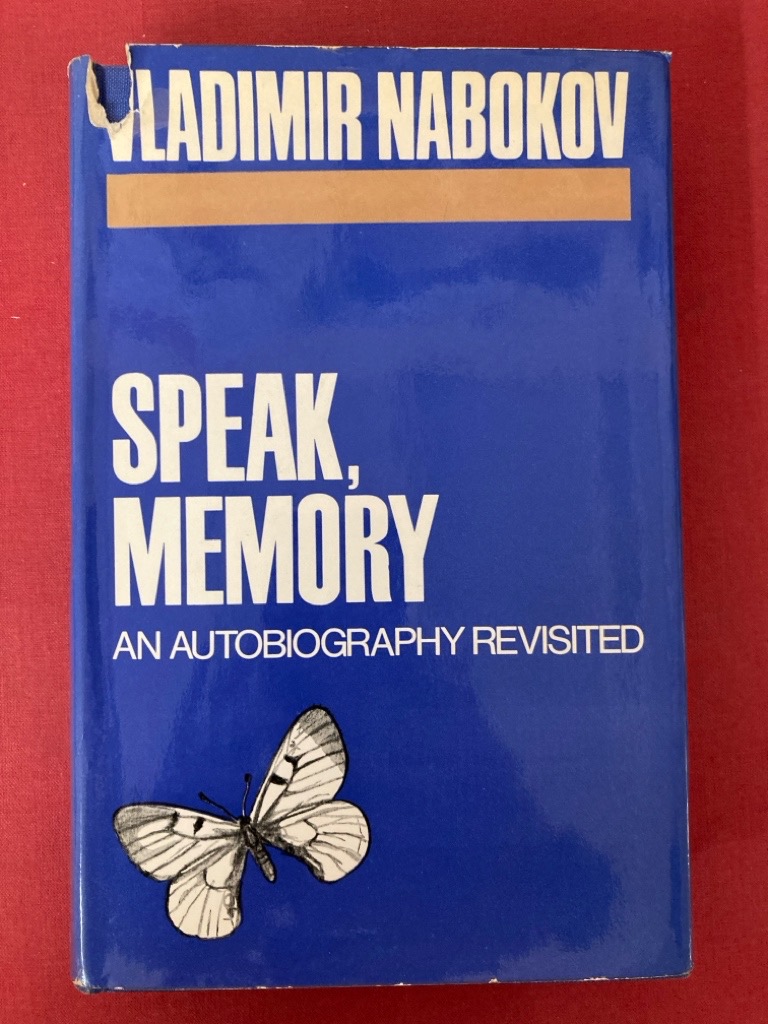 VLADIMIR NABOKOV
SPEAK,
MEMORY
AN AUTOBIOGRAPHY REVISITED